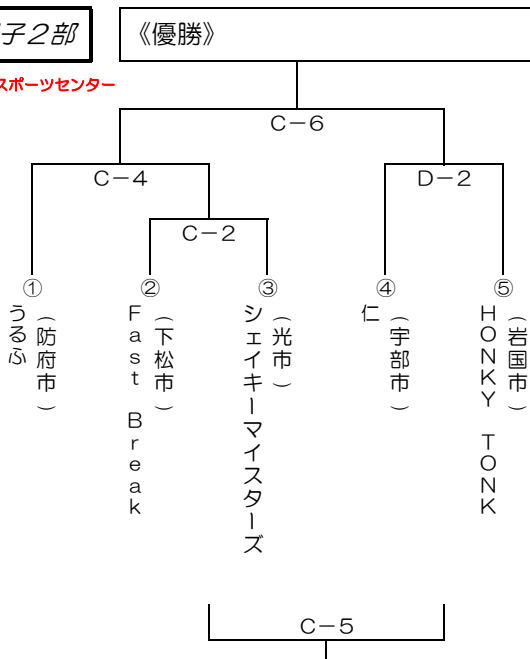 子2部
《優勝》
スポーツセンター
C-6
C-4
D-2
C-2
①
②
③
④
⑤
うるふ
(防府市)
Fast Break
(下松市)
シェイキーマイスターズ
(光市)
仁
(宇部市)
HONKY TONK
(岩国市)
C-5